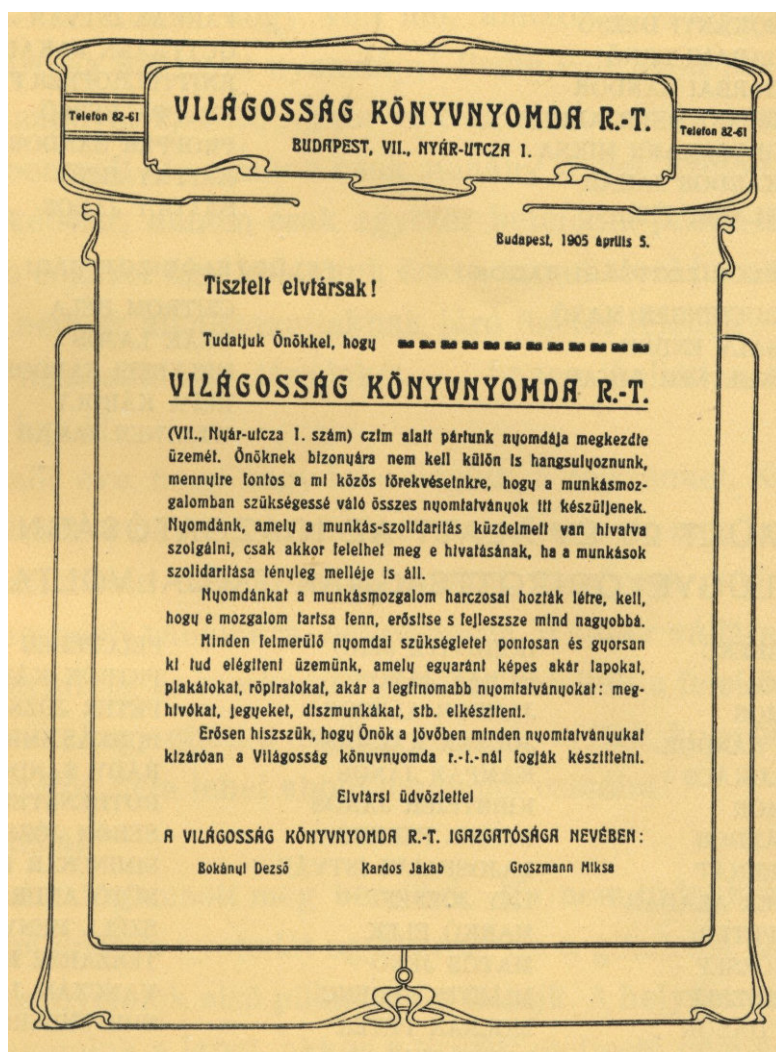 Telefon 82-61
VILÁGOSSÁG KÖNYVNYOMDA R.-T.
BUDAPEST, VII., NYÁR-UTCZA 1.
Telefon 82-61
Budapest, 1905 április 5.
Tisztelt elvtársak!
Tudatjuk Önökkel, hogy
VILÁGOSSÁG KÖNYVNYOMDA R.-T.
(VII., Nyár-utcza 1. szám) czim alatt pártunk nyomdája megkezdte
üzemét. Önöknek bizonyára nem kell külön is hangsulyoznunk,
mennyire fontos a mi közös törekvéseinkre, hogy a munkásmoz-
galomban szükségessé váló összes nyomtatványok itt készüljenek.
Nyomdánk, amely a munkás-szolidaritás küzdelmeit van hivatva
szolgálni, csak akkor felelhet meg e hivatásának, ha a munkások
szolidaritása tényleg melléje is áll.
Nyomdánkat a munkásmozgalom harczosai hozták létre, kell,
hogy e mozgalom tartsa fenn, erősitse s fejleszsze mind nagyobbá.
Minden felmerülő nyomdai szükségletet pontosan és gyorsan
ki tud elégiteni üzemünk, amely egyaránt képes akár lapokat,
plakátokat, röpiratokat, akár a legfinomabb nyomtatványokat: meg-
hivókat, jegyeket, diszmunkákat, stb. elkésziteni.
Erősen hiszszük, hogy Önök a jövőben minden nyomtatványukat
kizáróan a Világosság könyvnyomda r.-t.-nál fogják készittetni.
Elvtársi üdvözlettel
A VILÁGOSSÁG KÖNYVNYOMDA R.-T. IGAZGATÓSÁGA NEVÉBEN:
Bokányi Dezső Kardos Jakab Groszmann Miksa